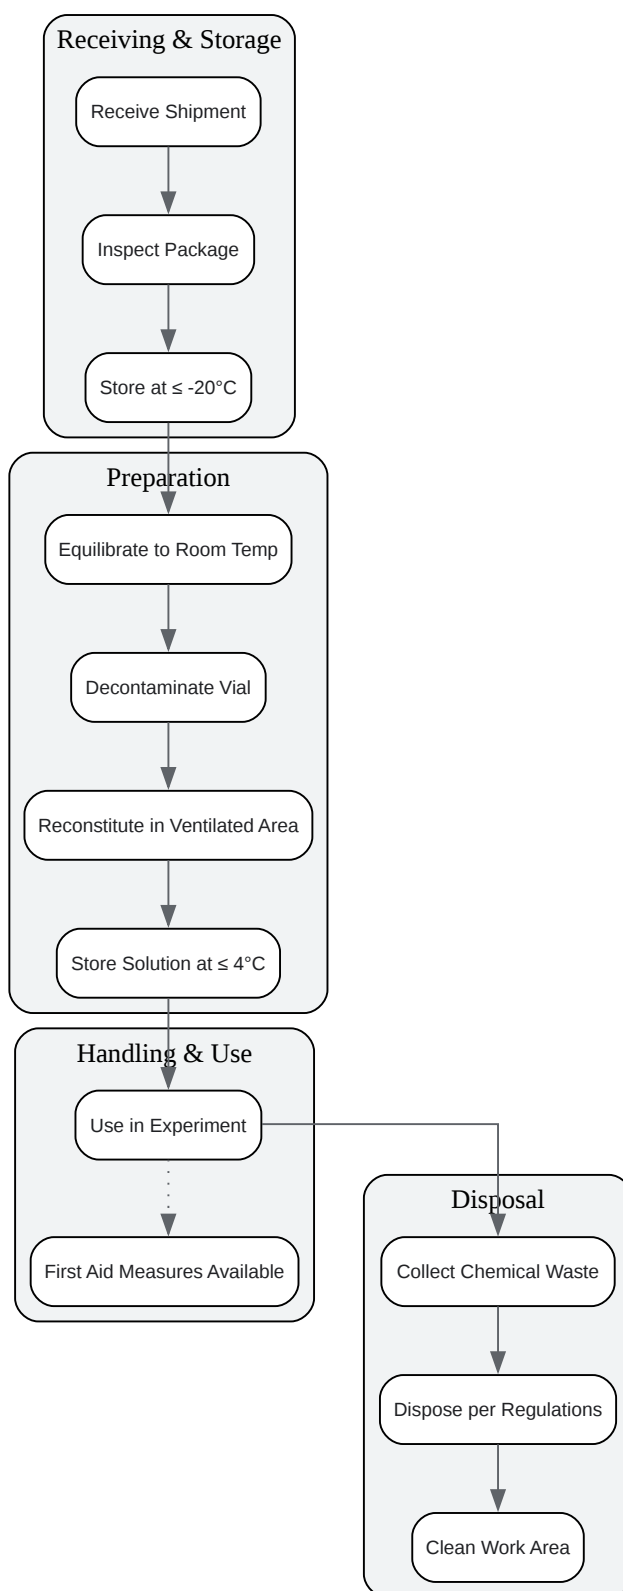 Receiving & Storage
Receive Shipment
Inspect Package
Store at ≤ -20°C
Preparation
Equilibrate to Room Temp
Decontaminate Vial
Reconstitute in Ventilated Area
Store Solution at ≤ 4°C
Handling & Use
Use in Experiment
First Aid Measures Available
Disposal
Collect Chemical Waste
Dispose per Regulations
Clean Work Area